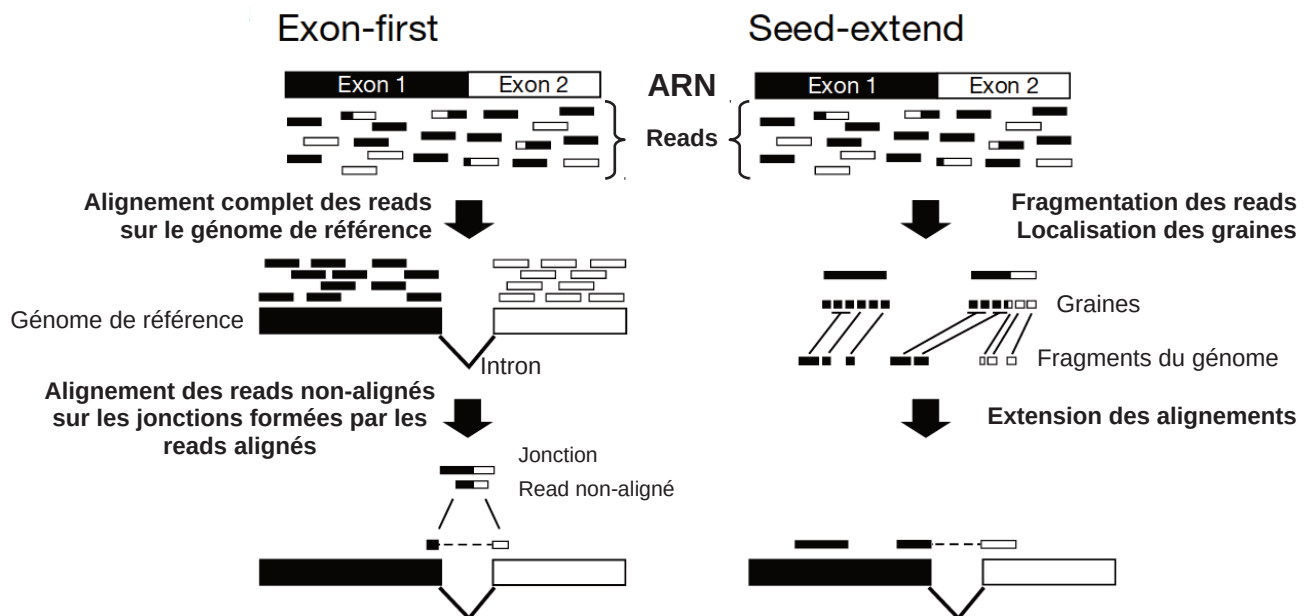 Exon-first
Seed-extend
Exon 1
Exon 2
ARN
Exon 1
Exon 2
Reads
Alignement complet des reads
sur le génome de référence
Fragmentation des reads
Localisation des graines
Génome de référence
Graines
Intron
Fragments du génome
Alignement des reads non-alignés
sur les jonctions formées par les
reads alignés
Extension des alignements
Jonction
Read non-aligné